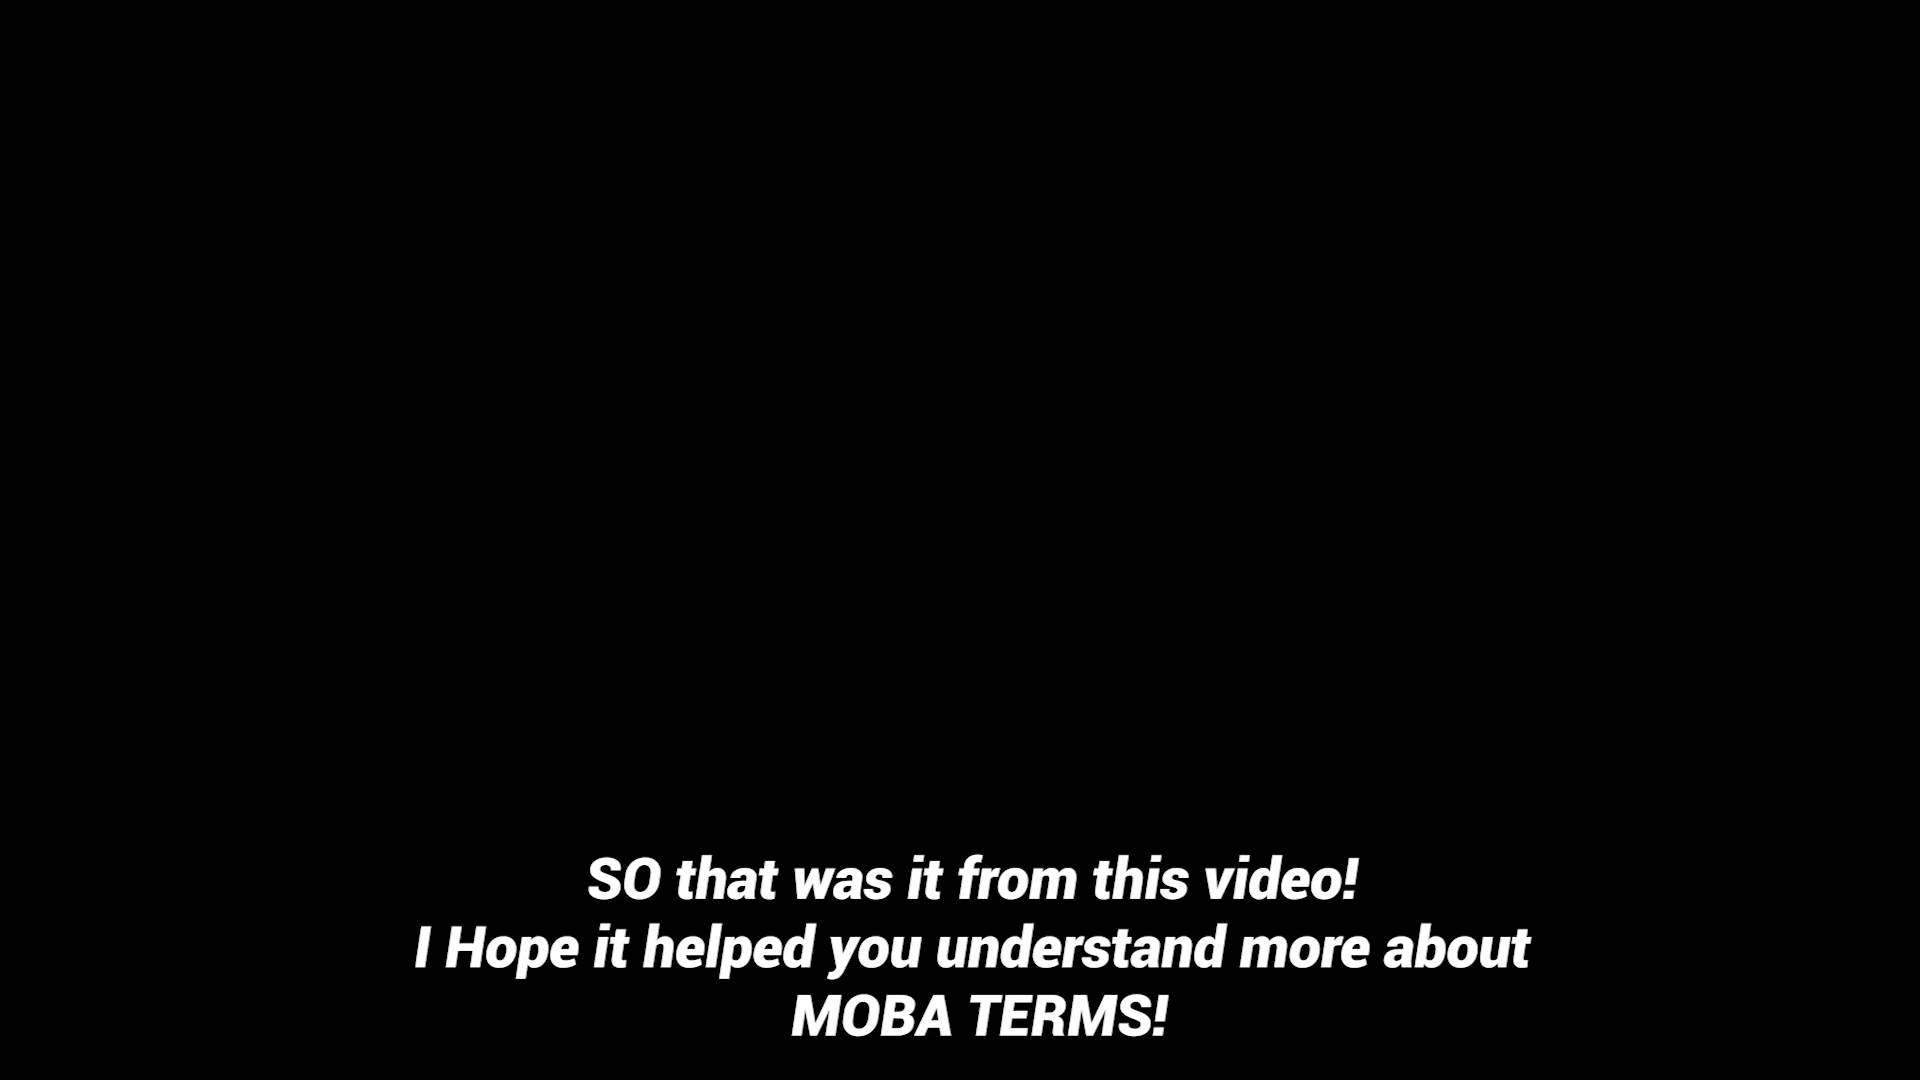 SO that was it from this video!
I Hope it helped you understand more about
MOBA TERMS!